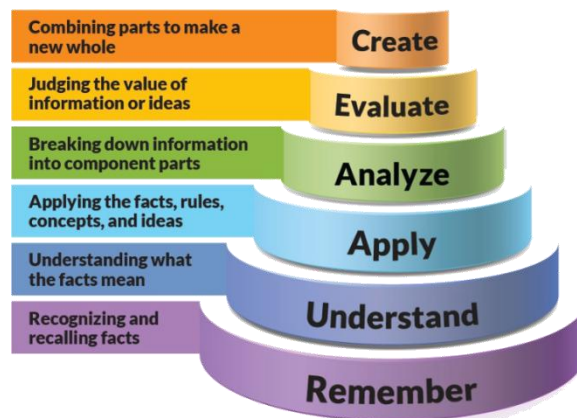 Combining parts to make a
new whole
Create
Judging the value of
information or ideas
Evaluate
Breaking down information
into component parts
Analyze
Applying the facts, rules,
concepts, and ideas
Apply
Understanding what
the facts mean
Understand
Recognizing and
recalling facts
Remember